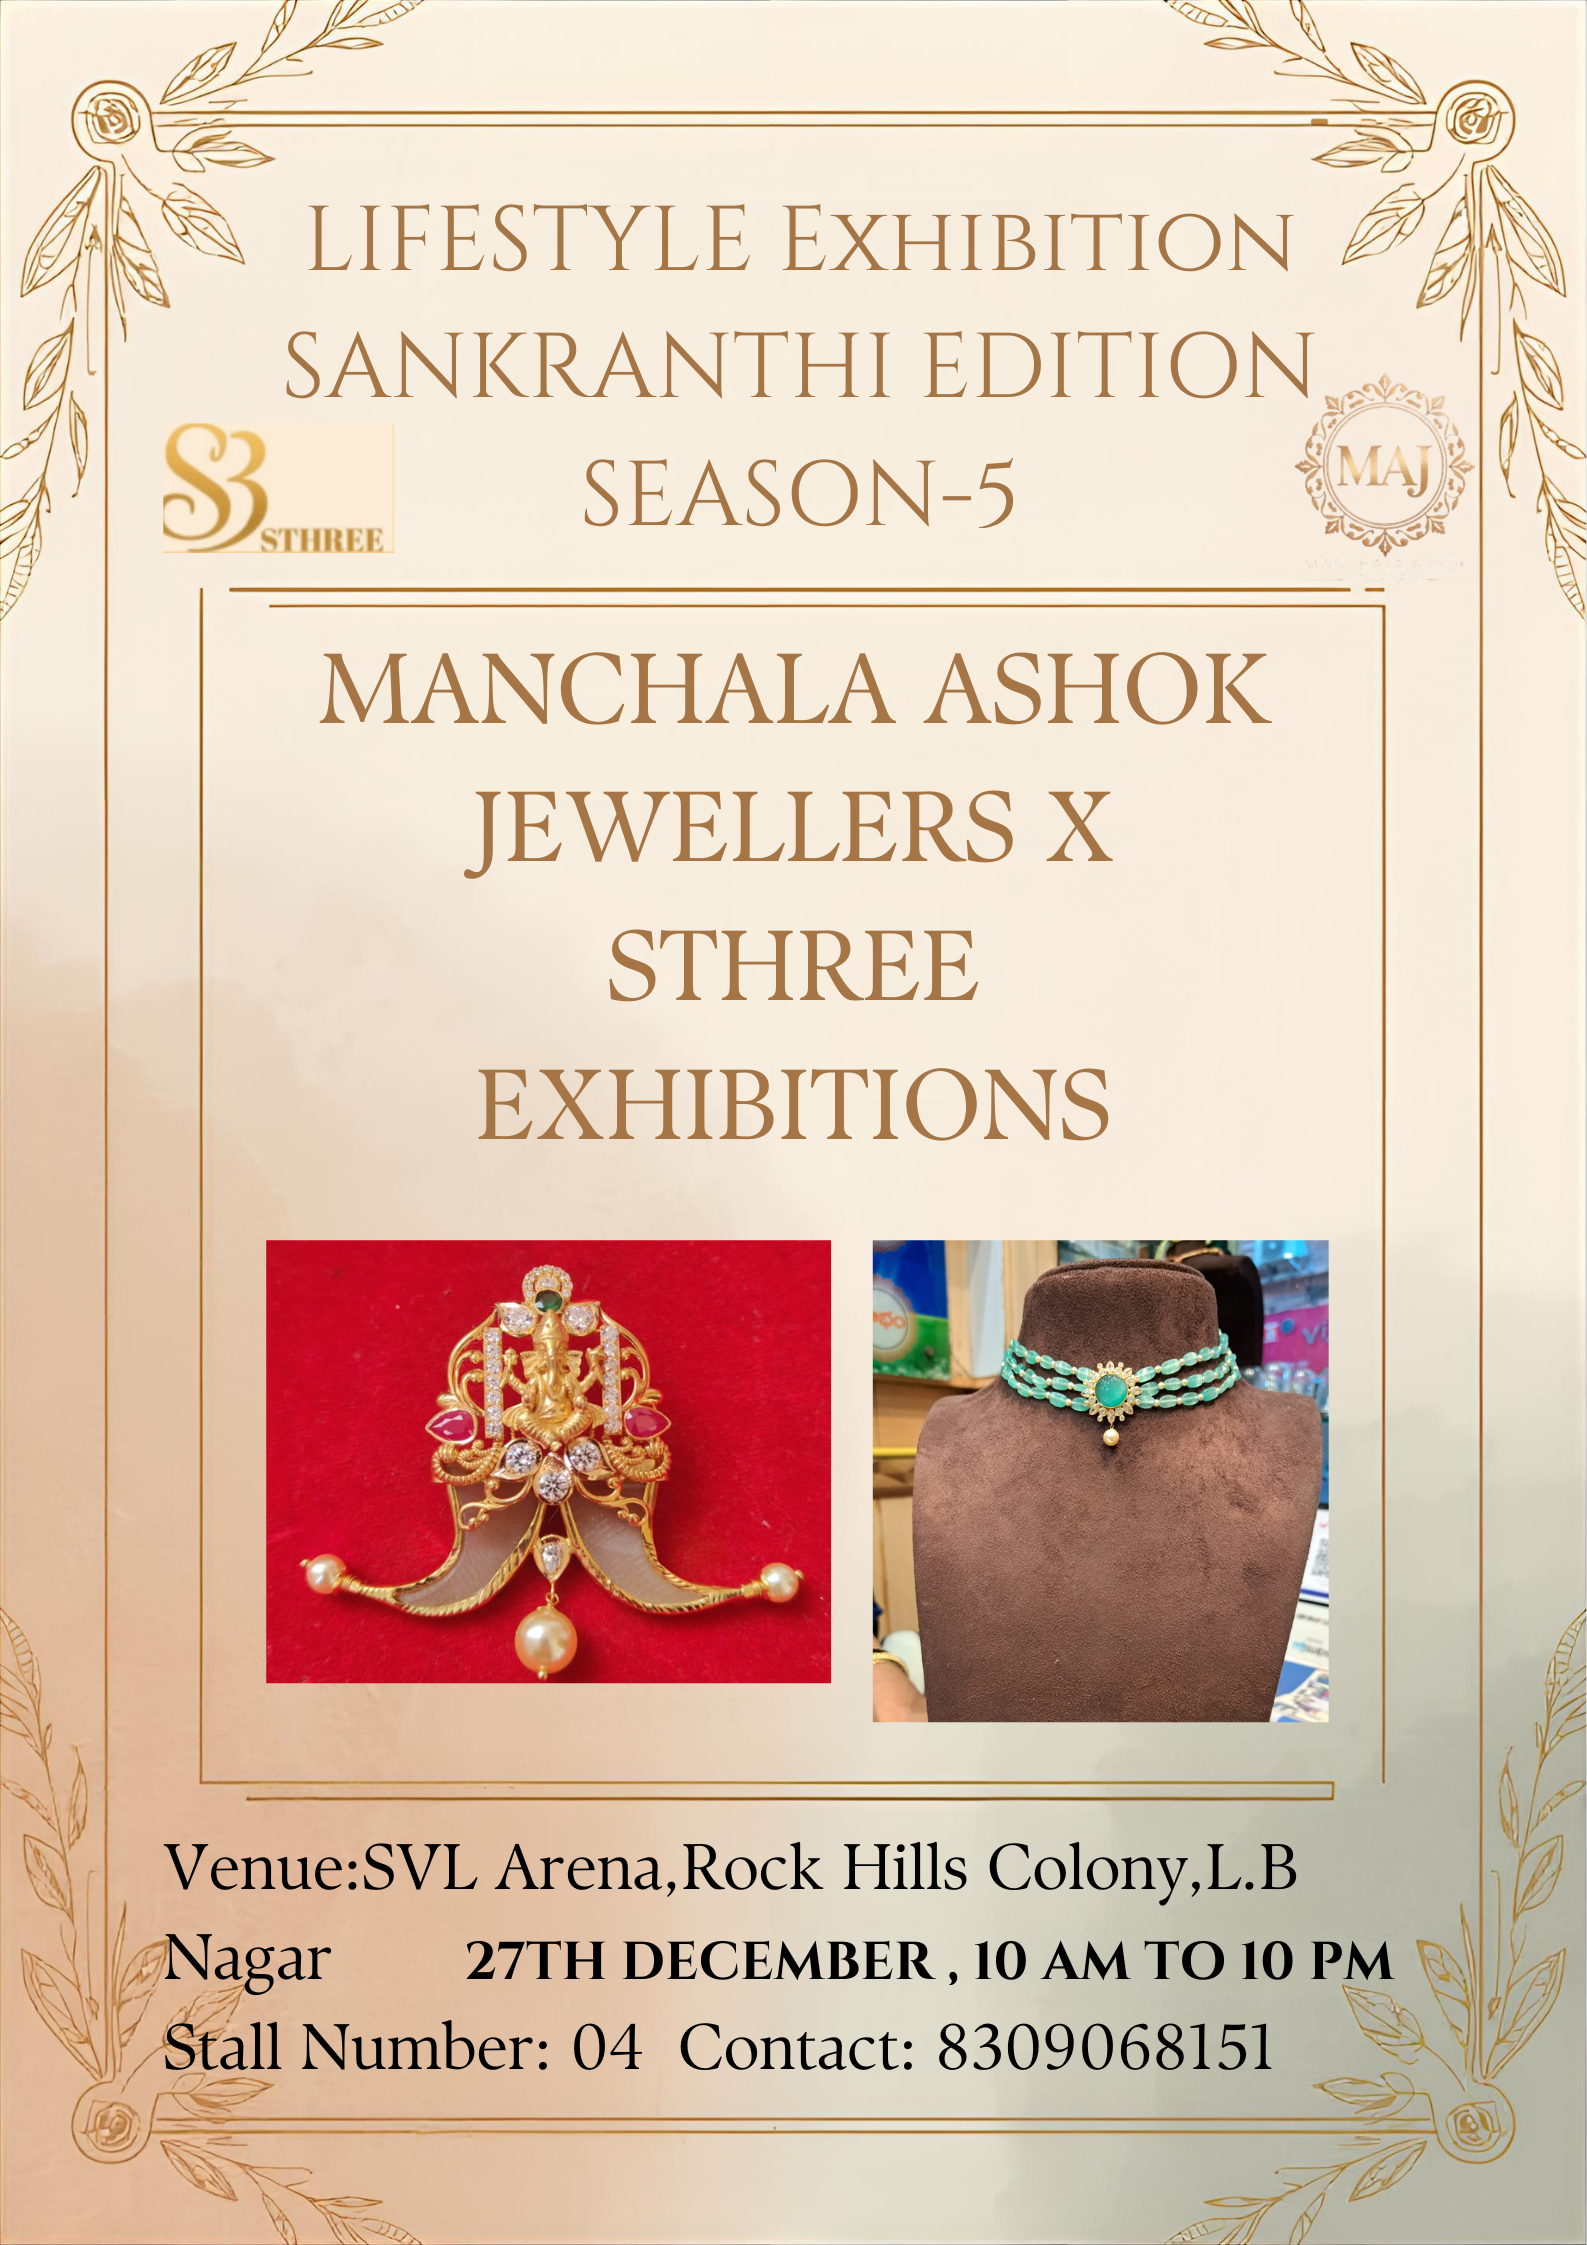 LIFESTYLE EXHIBITION
SANKRANTHI EDITION
SEASON-5
SB
STHREE
MAJ
MANCHALA ASHOK
JEWELLERS X
STHREE
EXHIBITIONS
Venue:SVL Arena,Rock Hills Colony,L.B
Nagar
27TH DECEMBER , 10 AM TO 10 PM
Stall Number: 04 Contact: 8309068151